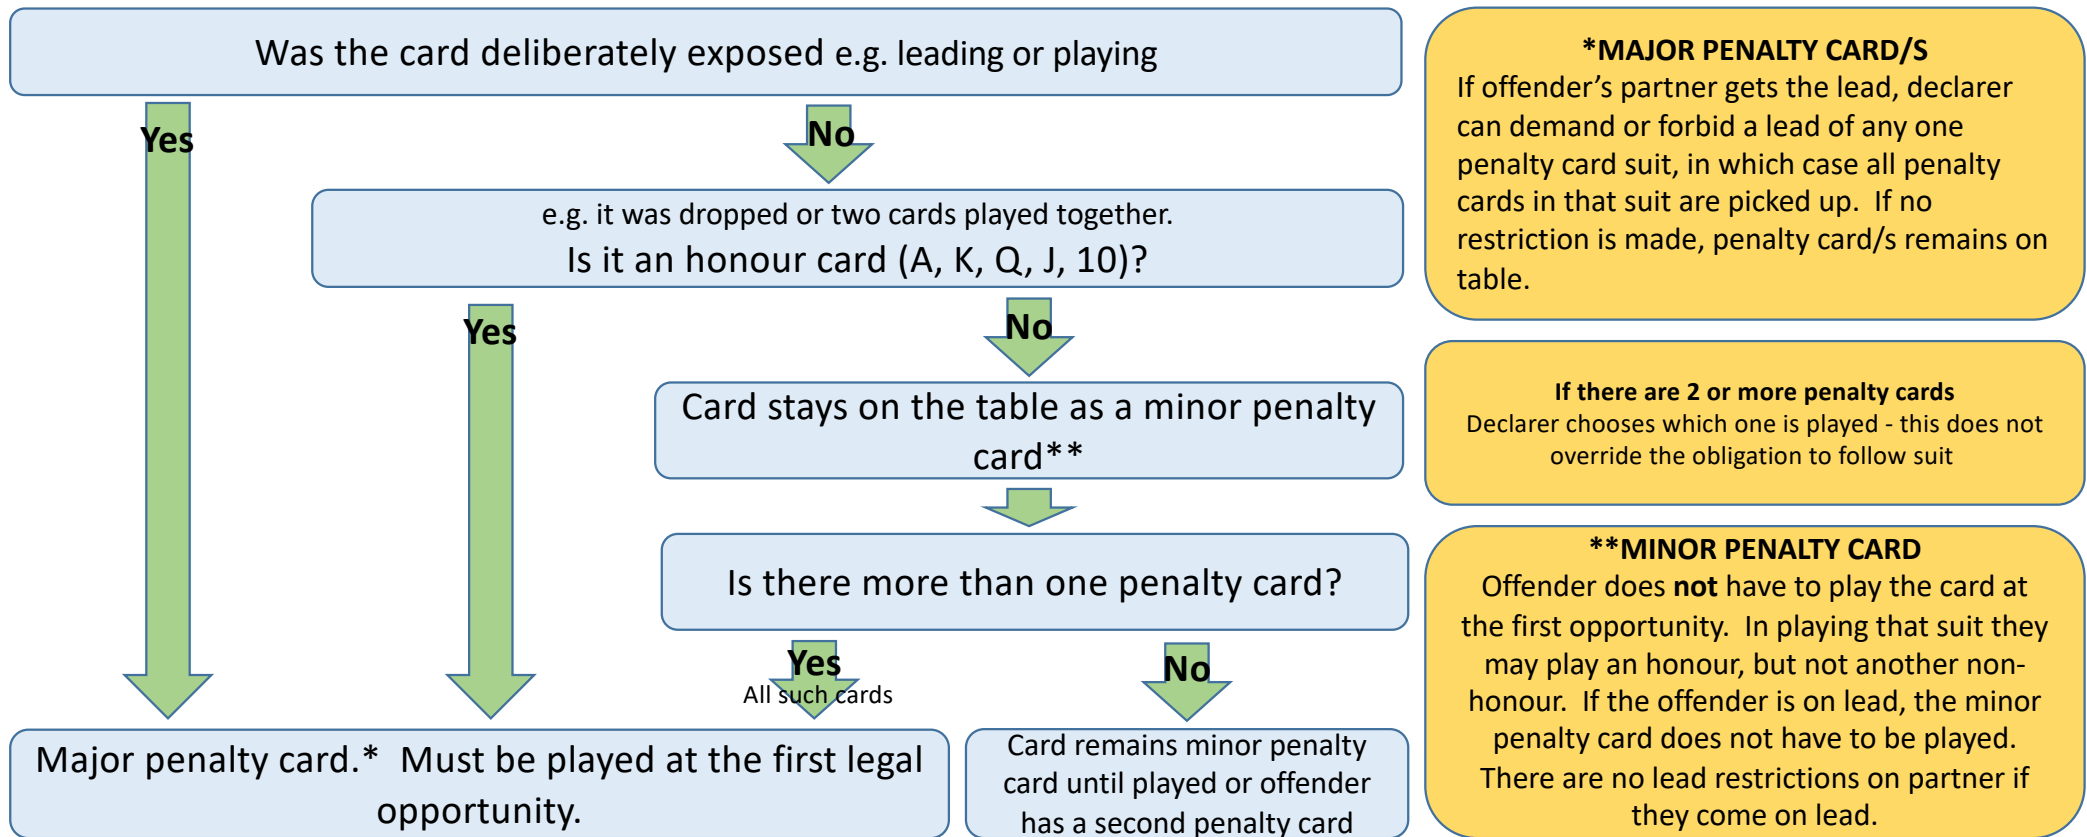 Was the card deliberately exposed e.g. leading or playing
Yes
No
e.g. it was dropped or two cards played together.
Is it an honour card (A, K, Q, J, 10)?
Yes
No
Card stays on the table as a minor penalty
card**
Is there more than one penalty card?
Yes
All such cards
No
Major penalty card.* Must be played at the first legal
opportunity.
Card remains minor penalty
card until played or offender
has a second penalty card
*MAJOR PENALTY CARD/S
If offender's partner gets the lead, declarer
can demand or forbid a lead of any one
penalty card suit, in which case all penalty
cards in that suit are picked up. If no
restriction is made, penalty card/s remains on
table.
If there are 2 or more penalty cards
Declarer chooses which one is played - this does not
override the obligation to follow suit
**MINOR PENALTY CARD
Offender does not have to play the card at
the first opportunity. In playing that suit they
may play an honour, but not another non-
honour. If the offender is on lead, the minor
penalty card does not have to be played.
There are no lead restrictions on partner if
they come on lead.